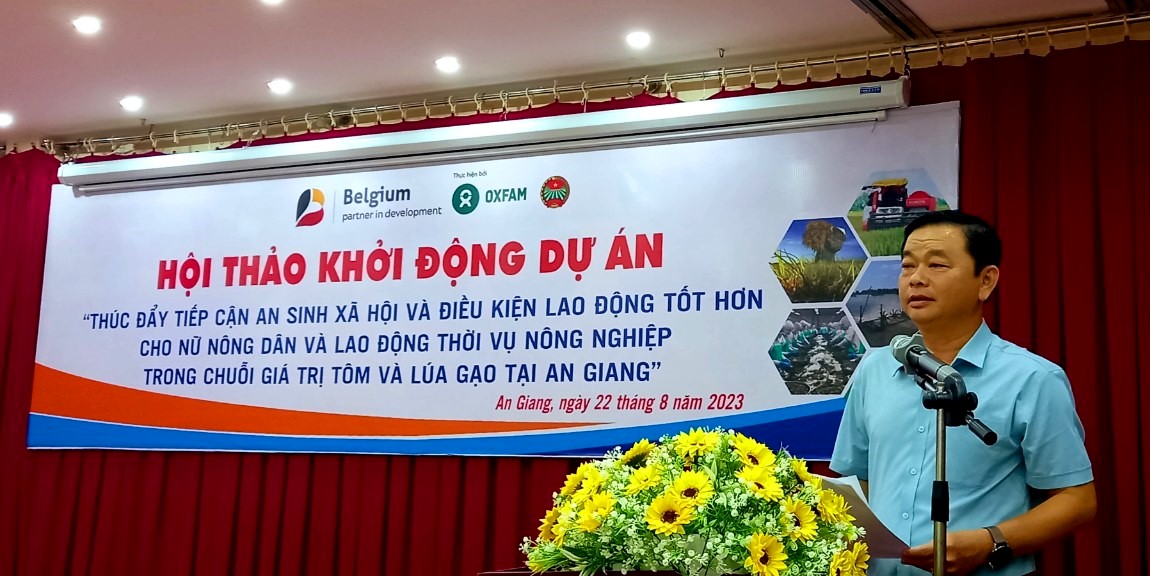 Belgium
partner in development
Thực hiện bởi
OXFAM
HỘI THẢO KHỞI ĐỘNG DỰ ÁN
“THÚC ĐẨY TIẾP CẬN AN SINH XÃ HỘI VÀ ĐIỀU KIỆN LAO ĐỘNG TỐT HƠN
CHO NỮ NÔNG DÂN VÀ LAO ĐỘNG THỜI VỤ NÔNG NGHIỆP
TRONG CHUỖI GIÁ TRỊ TÔM VÀ LÚA GẠO TẠI AN GIANG”
An Giang, ngày 22 tháng 8 năm 2023